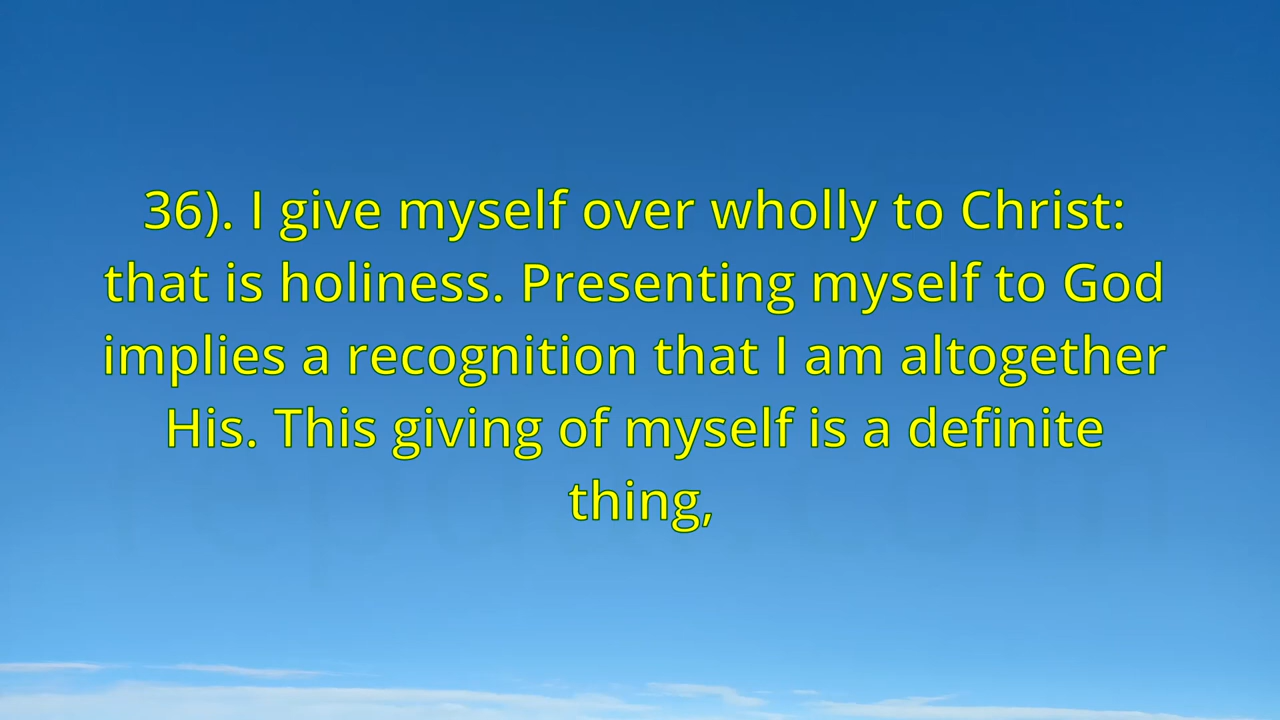 36). I give myself over wholly to Christ:
that is holiness. Presenting myself to God
implies a recognition that I am altogether
His. This giving of myself is a definite
thing,